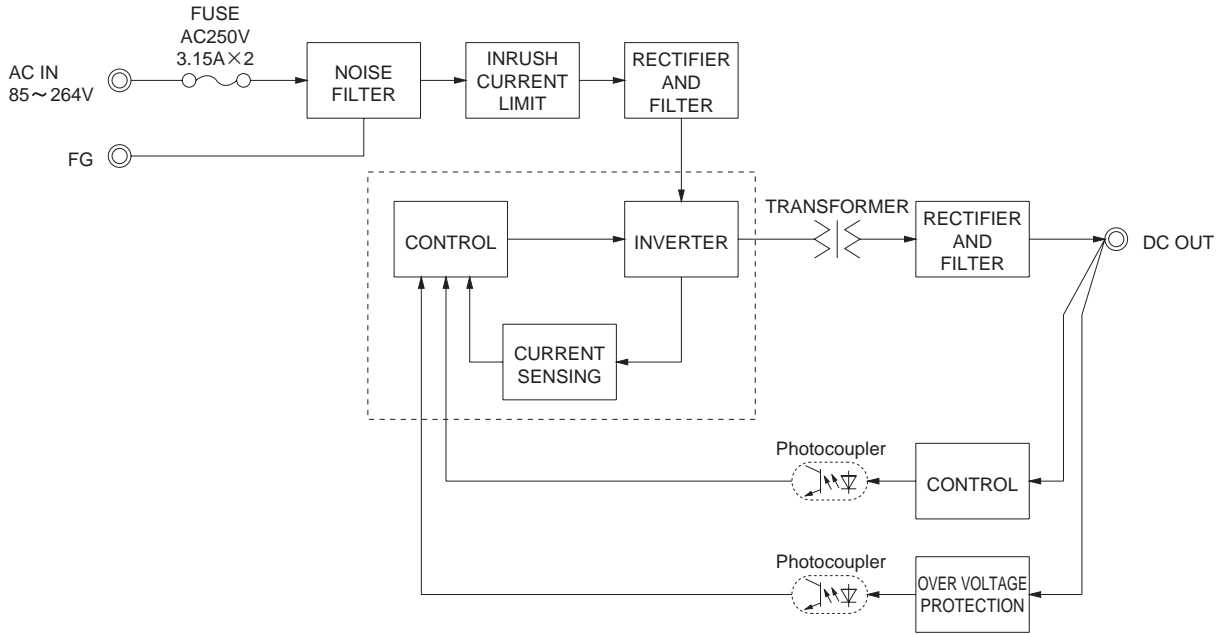 FUSE
AC250V
3.15A×2
AC IN
85～264V
NOISE
FILTER
INRUSH
CURRENT
LIMIT
RECTIFIER
AND
FILTER
FG
CONTROL
INVERTER
TRANSFORMER
RECTIFIER
AND
FILTER
DC OUT
CURRENT
SENSING
Photocoupler
CONTROL
Photocoupler
OVER VOLTAGE
PROTECTION